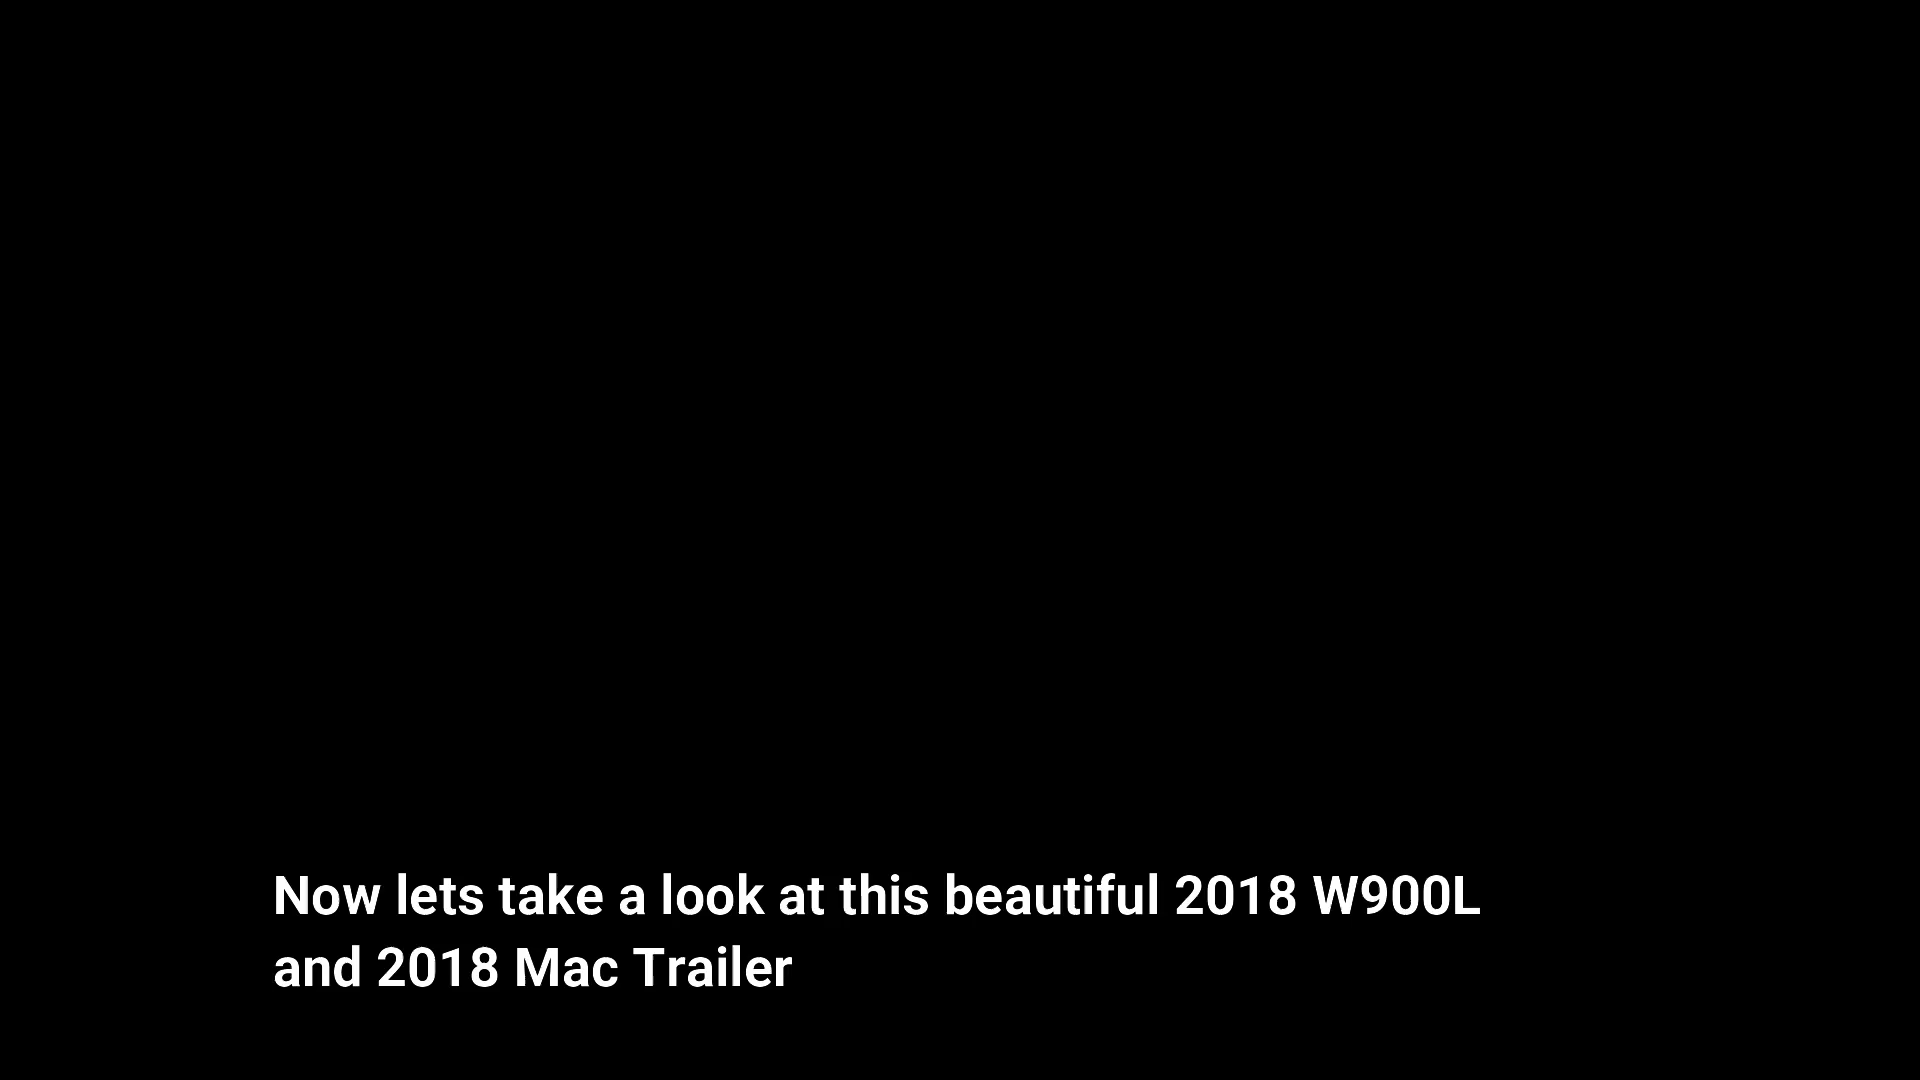 Now lets take a look at this beautiful 2018 W900L
and 2018 Mac Trailer